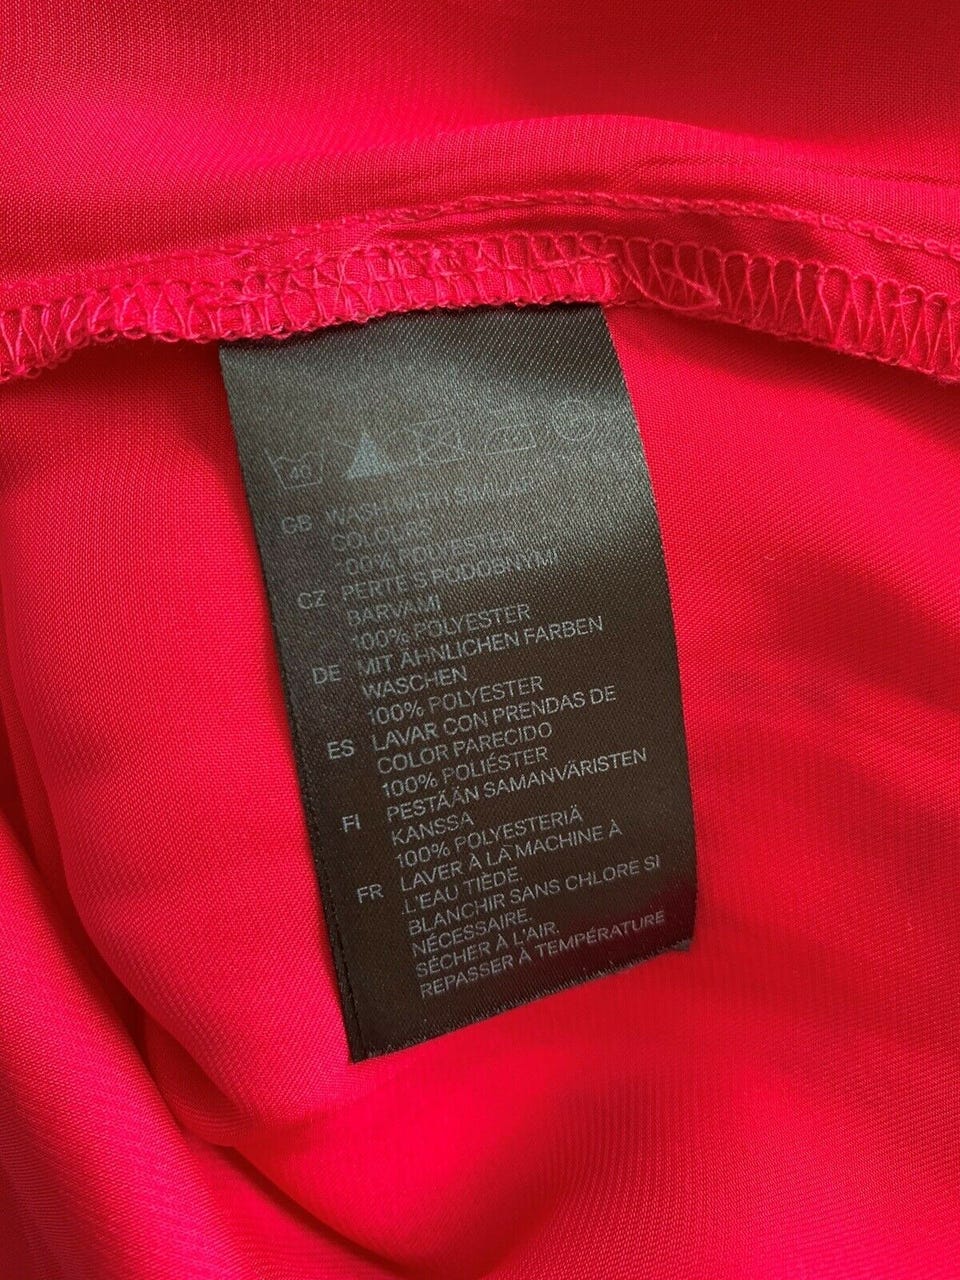 40
GB WASH WITH SIMILAR
COLOURS
100% POLYESTER
CZ PERTE S PODOBNYMI
BARVAMI
100% POLYESTER
DE MIT ÄHNLICHEN FARBEN
WASCHEN
100% POLYESTER
ES LAVAR CON PRENDAS DE
COLOR PARECIDO
100% POLIÉSTER
FI PESTÄÄN SAMANVÄRISTEN
KANSSA
100% POLYESTERIÄ
FR LAVER À LA MACHINE À
L'EAU TIÈDE.
BLANCHIR SANS CHLORE SI
NÉCESSAIRE.
SÉCHER À L'AIR.
REPASSER À TEMPÉRATURE